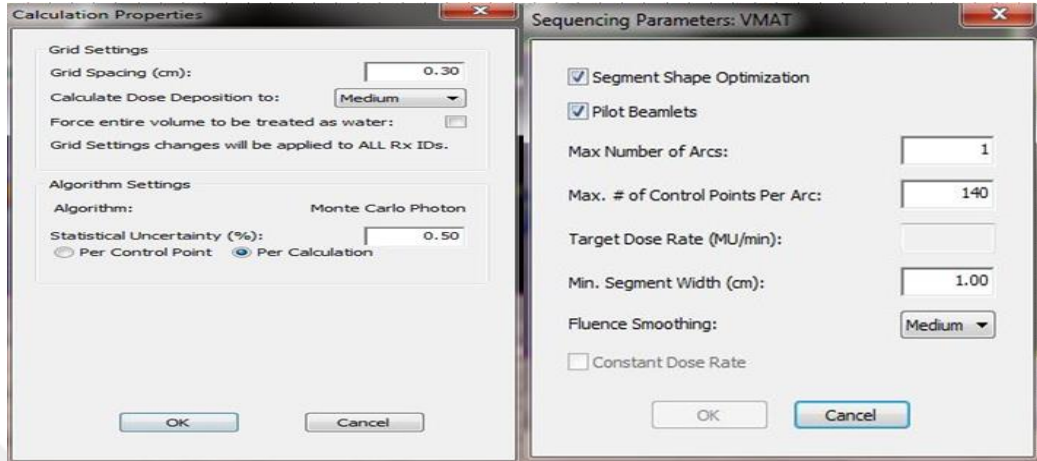 Calculation Properties
Grid Settings
Grid Spacing (cm): 0.30
Calculate Dose Deposition to: Medium
Force entire volume to be treated as water:
Grid Settings changes will be applied to ALL Rx IDs.
Algorithm Settings
Algorithm: Monte Carlo Photon
Statistical Uncertainty (%): 0.50
Per Control Point Per Calculation
OK Cancel
Sequencing Parameters: VMAT
Segment Shape Optimization
Pilot Beamlets
Max Number of Arcs: 1
Max. # of Control Points Per Arc: 140
Target Dose Rate (MU/min):
Min. Segment Width (cm): 1.00
Fluence Smoothing: Medium
Constant Dose Rate
OK Cancel